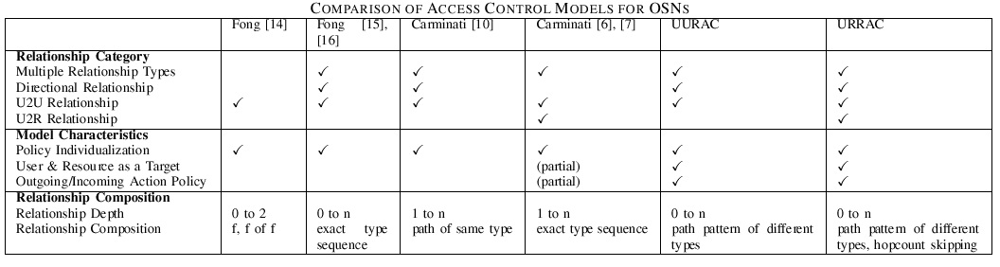 COMPARISON OF ACCESS CONTROL MODELS FOR OSNS
Fong [14] Fong [15], Carminati [10] Carminati [6], [7] UURAC URRAC
[16]
Relationship Category
Multiple Relationship Types ✓ ✓ ✓ ✓ ✓
Directional Relationship ✓ ✓ ✓ ✓
U2U Relationship ✓ ✓ ✓ ✓ ✓ ✓
U2R Relationship ✓ ✓
Model Characteristics
Policy Individualization ✓ ✓ ✓ ✓ ✓ ✓
User & Resource as a Target (partial) ✓ ✓
Outgoing/Incoming Action Policy (partial) ✓ ✓
Relationship Composition
Relationship Depth 0 to 2 0 to n 1 to n 1 to n 0 to n 0 to n
Relationship Composition f, f of f exact type path of same type exact type sequence path pattern of different path pattern of different
sequence types types, hopcount skipping